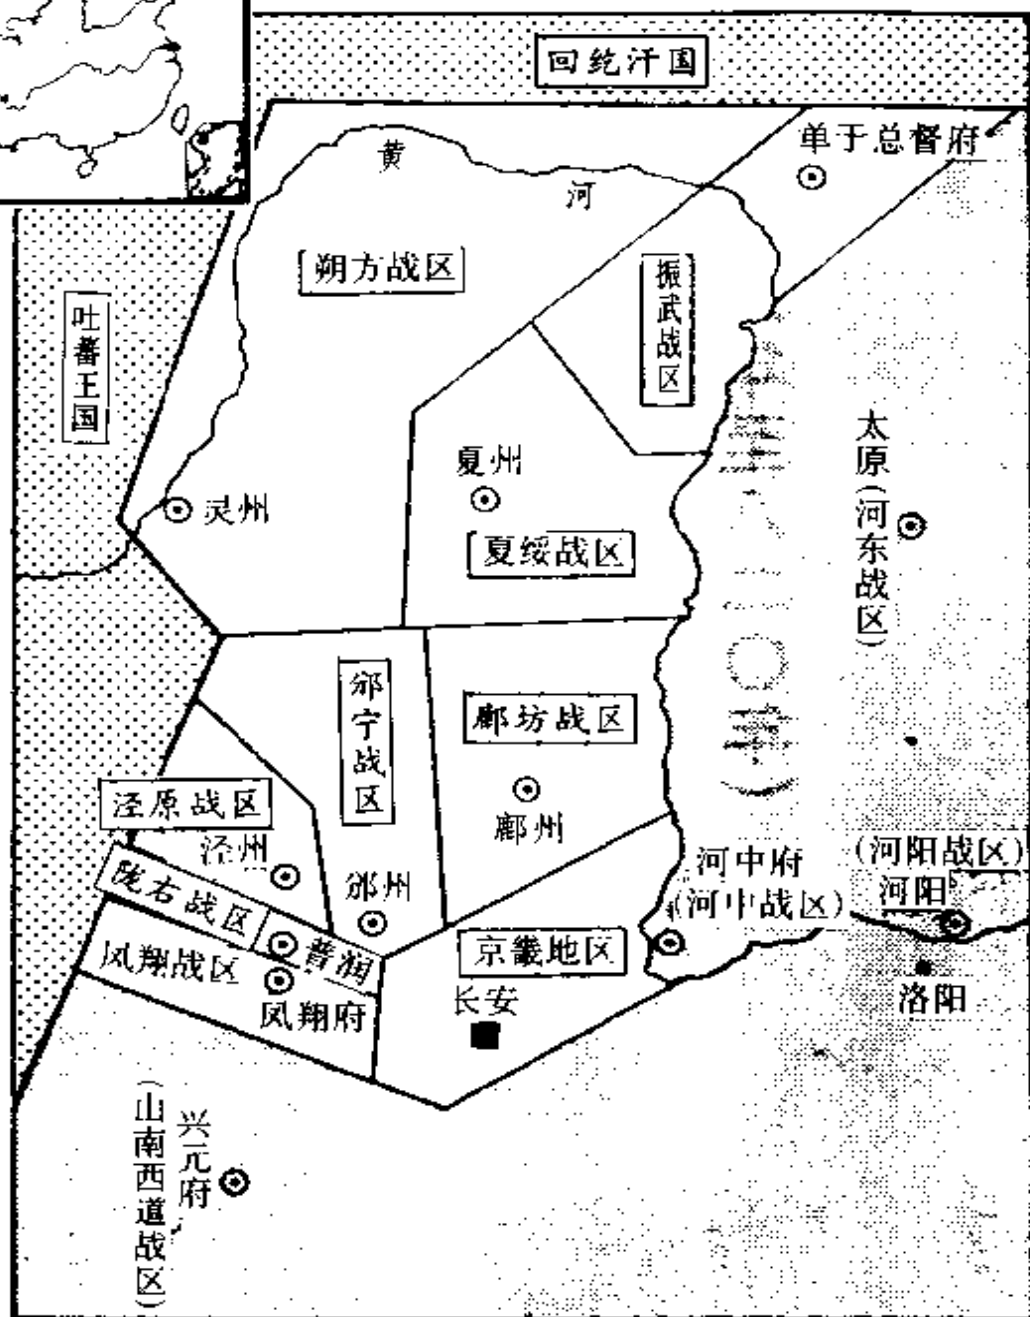 回纥汗国
单于总督府
黄
河
朔方战区
振武战区
吐蕃王国
太原(河东战区)
夏州
灵州
夏绥战区
邠宁战区
鄜坊战区
泾原战区
泾州
鄜州
邠州
陇右战区
普润
河中府
(河中战区)
(河阳战区)
河阳
凤翔战区
凤翔府
京畿地区
长安
洛阳
兴元府
(山南西道战区)